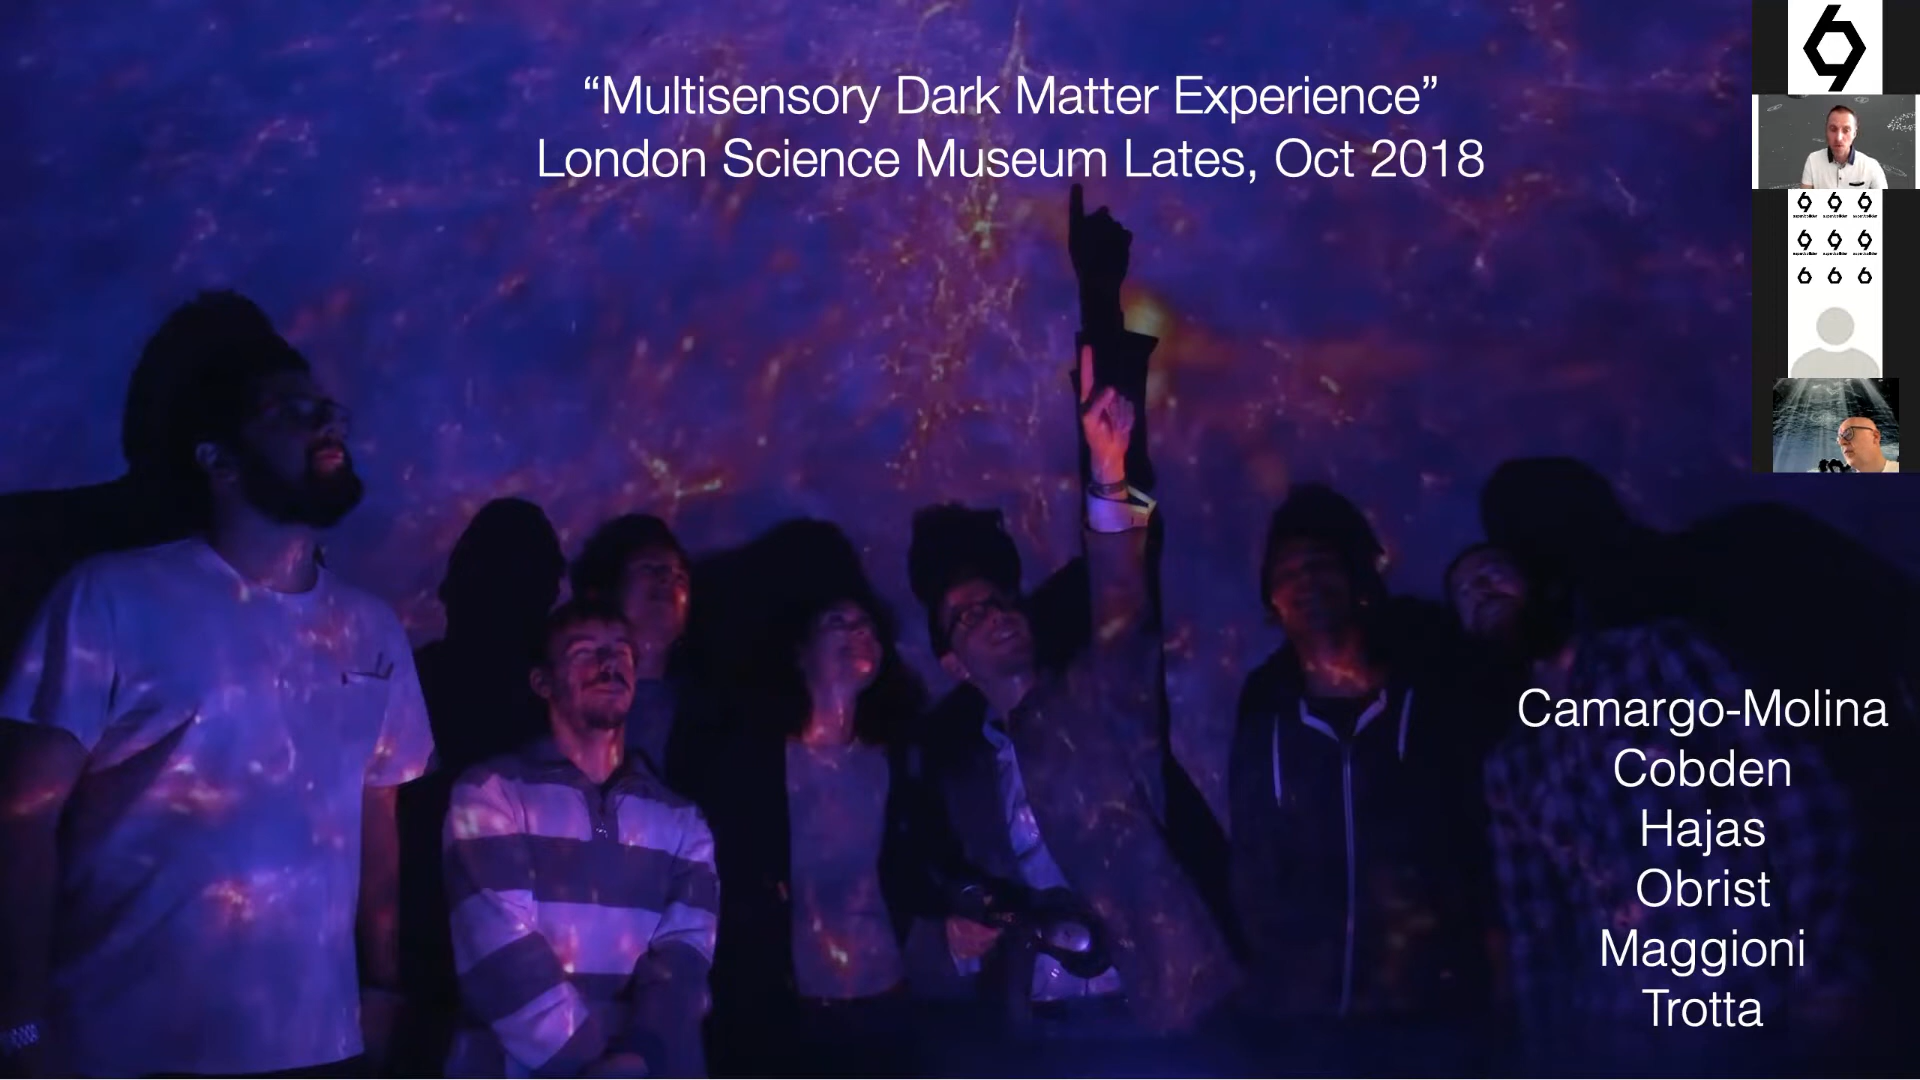 “Multisensory Dark Matter Experience”
London Science Museum Lates, Oct 2018
Camargo-Molina
Cobden
Hajas
Obrist
Maggioni
Trotta